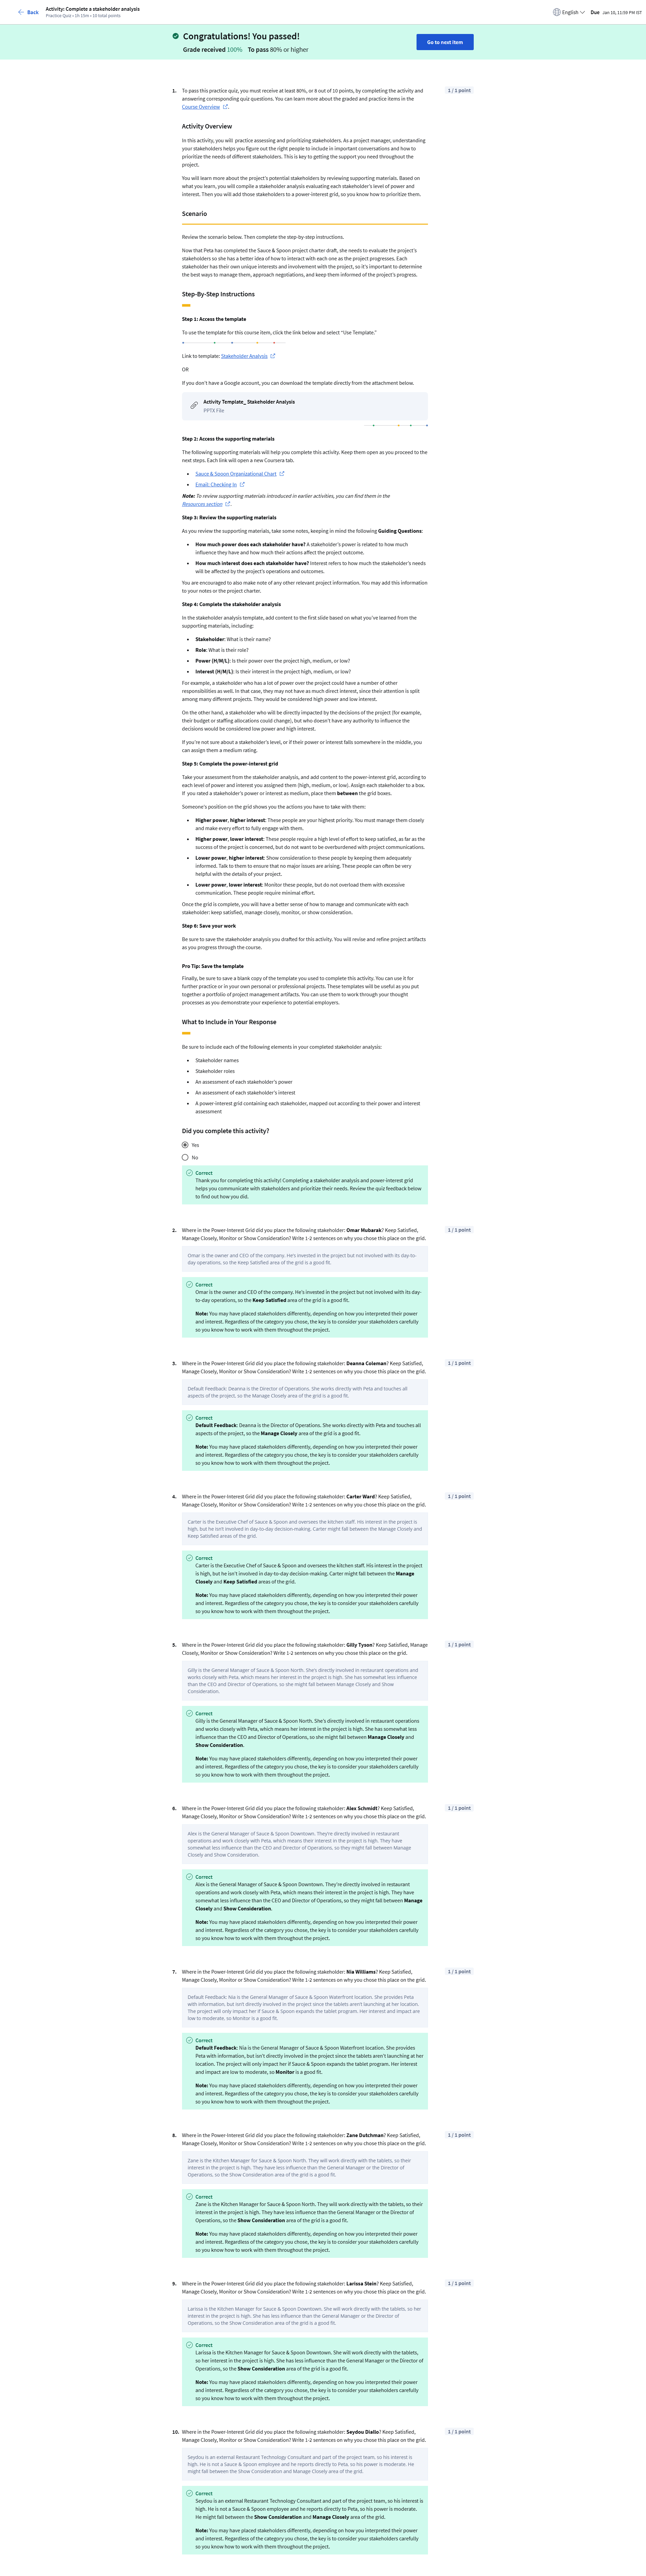 Back
Activity: Complete a stakeholder analysis
Practice Quiz • 1h 15m • 10 total points
English
Due Jan 10, 11:59 PM IST
Congratulations! You passed!
Grade received 100% To pass 80% or higher
Go to next item
1. To pass this practice quiz, you must receive at least 80%, or 8 out of 10 points, by completing the activity and
1 / 1 point
answering corresponding quiz questions. You can learn more about the graded and practice items in the
Course Overview.
Activity Overview
In this activity, you will practice assessing and prioritizing stakeholders. As a project manager, understanding
your stakeholders helps you figure out the right people to include in important conversations and how to
prioritize the needs of different stakeholders. This is key to getting the support you need throughout the
project.
You will learn more about the project's potential stakeholders by reviewing supporting materials. Based on
what you learn, you will compile a stakeholder analysis evaluating each stakeholder's level of power and
interest. Then you will add those stakeholders to a power-interest grid, so you know how to prioritize them.
Scenario
Review the scenario below. Then complete the step-by-step instructions.
Now that Peta has completed the Sauce & Spoon project charter draft, she needs to evaluate the project's
stakeholders so she has a better idea of how to interact with each one as the project progresses. Each
stakeholder has their own unique interests and involvement with the project, so it's important to determine
the best ways to manage them, approach negotiations, and keep them informed of the project's progress.
Step-By-Step Instructions
Step 1: Access the template
To use the template for this course item, click the link below and select "Use Template."
Link to template: Stakeholder Analysis
OR
If you don't have a Google account, you can download the template directly from the attachment below.
Activity Template_ Stakeholder Analysis
PPTX File
Step 2: Access the supporting materials
The following supporting materials will help you complete this activity. Keep them open as you proceed to the
next steps. Each link will open a new Coursera tab.
• Sauce & Spoon Organizational Chart
• Email: Checking In
Note: To review supporting materials introduced in earlier activities, you can find them in the
Resources section.
Step 3: Review the supporting materials
As you review the supporting materials, take some notes, keeping in mind the following Guiding Questions:
• How much power does each stakeholder have? A stakeholder's power is related to how much
influence they have and how much their actions affect the project outcome.
• How much interest does each stakeholder have? Interest refers to how much the stakeholder's needs
will be affected by the project's operations and outcomes.
You are encouraged to also make note of any other relevant project information. You may add this information
to your notes or the project charter.
Step 4: Complete the stakeholder analysis
In the stakeholder analysis template, add content to the first slide based on what you've learned from the
supporting materials, including:
• Stakeholder: What is their name?
• Role: What is their role?
• Power (H/M/L): Is their power over the project high, medium, or low?
• Interest (H/M/L): Is their interest in the project high, medium, or low?
For example, a stakeholder who has a lot of power over the project could have a number of other
responsibilities as well. In that case, they may not have as much direct interest, since their attention is split
among many different projects. They would be considered high power and low interest.
On the other hand, a stakeholder who will be directly impacted by the decisions of the project (for example,
their budget or staffing allocations could change), but who doesn't have any authority to influence the
decisions would be considered low power and high interest.
If you're not sure about a stakeholder's level, or if their power or interest falls somewhere in the middle, you
can assign them a medium rating.
Step 5: Complete the power-interest grid
Take your assessment from the stakeholder analysis, and add content to the power-interest grid, according to
each level of power and interest you assigned them (high, medium, or low). Assign each stakeholder to a box.
If you rated a stakeholder's power or interest as medium, place them between the grid boxes.
Someone's position on the grid shows you the actions you have to take with them:
• Higher power, higher interest: These people are your highest priority. You must manage them closely
and make every effort to fully engage with them.
• Higher power, lower interest: These people require a high level of effort to keep satisfied, as far as the
success of project is concerned, but do not want to be overburdened with project communications.
• Lower power, higher interest: Show consideration to these people by keeping them adequately
informed. Talk to them to ensure that no major issues are arising. These people can often be very
helpful with the details of your project.
• Lower power, lower interest: Monitor these people, but do not overload them with excessive
communication. These people require minimal effort.
Once the grid is complete, you will have a better sense of how to manage and communicate with each
stakeholder: keep satisfied, manage closely, monitor, or show consideration.
Step 6: Save your work
Be sure to save the stakeholder analysis you drafted for this activity. You will revise and refine project artifacts
as you progress through the course.
Pro Tip: Save the template
Finally, be sure to save a blank copy of the template you used to complete this activity. You can use it for
further practice or in your own personal or professional projects. These templates will be useful as you put
together a portfolio of project management artifacts. You can use them to work through your thought
processes as you demonstrate your experience to potential employers.
What to Include in Your Response
Be sure to include each of the following elements in your completed stakeholder analysis:
• Stakeholder names
• Stakeholder roles
• An assessment of each stakeholder's power
• An assessment of each stakeholder's interest
• A power-interest grid containing each stakeholder, mapped out according to their power and interest
assessment
Did you complete this activity?
Yes
No
Correct
Thank you for completing this activity! Completing a stakeholder analysis and power-interest grid
helps you communicate with stakeholders and prioritize their needs. Review the quiz feedback below
to find out how you did.
2. Where in the Power-Interest Grid did you place the following stakeholder: Omar Mubarak? Keep Satisfied,
1 / 1 point
Manage Closely, Monitor or Show Consideration? Write 1-2 sentences on why you chose this place on the grid.
Omar is the owner and CEO of the company. He's invested in the project but not involved with its day-to-
day operations, so the Keep Satisfied area of the grid is a good fit.
Correct
Omar is the owner and CEO of the company. He's invested in the project but not involved with its day-
to-day operations, so the Keep Satisfied area of the grid is a good fit.
Note: You may have placed stakeholders differently, depending on how you interpreted their power
and interest. Regardless of the category you chose, the key is to consider your stakeholders carefully
so you know how to work with them throughout the project.
3. Where in the Power-Interest Grid did you place the following stakeholder: Deanna Coleman? Keep Satisfied,
1 / 1 point
Manage Closely, Monitor or Show Consideration? Write 1-2 sentences on why you chose this place on the grid.
Default Feedback: Deanna is the Director of Operations. She works directly with Peta and touches all
aspects of the project, so the Manage Closely area of the grid is a good fit.
Correct
Default Feedback: Deanna is the Director of Operations. She works directly with Peta and touches all
aspects of the project, so the Manage Closely area of the grid is a good fit.
Note: You may have placed stakeholders differently, depending on how you interpreted their power
and interest. Regardless of the category you chose, the key is to consider your stakeholders carefully
so you know how to work with them throughout the project.
4. Where in the Power-Interest Grid did you place the following stakeholder: Carter Ward? Keep Satisfied,
1 / 1 point
Manage Closely, Monitor or Show Consideration? Write 1-2 sentences on why you chose this place on the grid.
Carter is the Executive Chef of Sauce & Spoon and oversees the kitchen staff. His interest in the project is
high, but he isn't involved in day-to-day decision-making. Carter might fall between the Manage Closely and
Keep Satisfied areas of the grid.
Correct
Carter is the Executive Chef of Sauce & Spoon and oversees the kitchen staff. His interest in the project
is high, but he isn't involved in day-to-day decision-making. Carter might fall between the Manage
Closely and Keep Satisfied areas of the grid.
Note: You may have placed stakeholders differently, depending on how you interpreted their power
and interest. Regardless of the category you chose, the key is to consider your stakeholders carefully
so you know how to work with them throughout the project.
5. Where in the Power-Interest Grid did you place the following stakeholder: Gilly Tyson? Keep Satisfied, Manage
1 / 1 point
Closely, Monitor or Show Consideration? Write 1-2 sentences on why you chose this place on the grid.
Gilly is the General Manager of Sauce & Spoon North. She's directly involved in restaurant operations and
works closely with Peta, which means her interest in the project is high. She has somewhat less influence
than the CEO and Director of Operations, so she might fall between Manage Closely and Show
Consideration.
Correct
Gilly is the General Manager of Sauce & Spoon North. She's directly involved in restaurant operations
and works closely with Peta, which means her interest in the project is high. She has somewhat less
influence than the CEO and Director of Operations, so she might fall between Manage Closely and
Show Consideration.
Note: You may have placed stakeholders differently, depending on how you interpreted their power
and interest. Regardless of the category you chose, the key is to consider your stakeholders carefully
so you know how to work with them throughout the project.
6. Where in the Power-Interest Grid did you place the following stakeholder: Alex Schmidt? Keep Satisfied,
1 / 1 point
Manage Closely, Monitor or Show Consideration? Write 1-2 sentences on why you chose this place on the grid.
Alex is the General Manager of Sauce & Spoon Downtown. They're directly involved in restaurant
operations and work closely with Peta, which means their interest in the project is high. They have
somewhat less influence than the CEO and Director of Operations, so they might fall between Manage
Closely and Show Consideration.
Correct
Alex is the General Manager of Sauce & Spoon Downtown. They're directly involved in restaurant
operations and work closely with Peta, which means their interest in the project is high. They have
somewhat less influence than the CEO and Director of Operations, so they might fall between Manage
Closely and Show Consideration.
Note: You may have placed stakeholders differently, depending on how you interpreted their power
and interest. Regardless of the category you chose, the key is to consider your stakeholders carefully
so you know how to work with them throughout the project.
7. Where in the Power-Interest Grid did you place the following stakeholder: Nia Williams? Keep Satisfied,
1 / 1 point
Manage Closely, Monitor or Show Consideration? Write 1-2 sentences on why you chose this place on the grid.
Default Feedback: Nia is the General Manager of Sauce & Spoon Waterfront location. She provides Peta
with information, but isn't directly involved in the project since the tablets aren't launching at her location.
The project will only impact her if Sauce & Spoon expands the tablet program. Her interest and impact are
low to moderate, so Monitor is a good fit.
Correct
Default Feedback: Nia is the General Manager of Sauce & Spoon Waterfront location. She provides
Peta with information, but isn't directly involved in the project since the tablets aren't launching at her
location. The project will only impact her if Sauce & Spoon expands the tablet program. Her interest
and impact are low to moderate, so Monitor is a good fit.
Note: You may have placed stakeholders differently, depending on how you interpreted their power
and interest. Regardless of the category you chose, the key is to consider your stakeholders carefully
so you know how to work with them throughout the project.
8. Where in the Power-Interest Grid did you place the following stakeholder: Zane Dutchman? Keep Satisfied,
1 / 1 point
Manage Closely, Monitor or Show Consideration? Write 1-2 sentences on why you chose this place on the grid.
Zane is the Kitchen Manager for Sauce & Spoon North. They will work directly with the tablets, so their
interest in the project is high. They have less influence than the General Manager or the Director of
Operations, so the Show Consideration area of the grid is a good fit.
Correct
Zane is the Kitchen Manager for Sauce & Spoon North. They will work directly with the tablets, so their
interest in the project is high. They have less influence than the General Manager or the Director of
Operations, so the Show Consideration area of the grid is a good fit.
Note: You may have placed stakeholders differently, depending on how you interpreted their power
and interest. Regardless of the category you chose, the key is to consider your stakeholders carefully
so you know how to work with them throughout the project.
9. Where in the Power-Interest Grid did you place the following stakeholder: Larissa Stein? Keep Satisfied,
1 / 1 point
Manage Closely, Monitor or Show Consideration? Write 1-2 sentences on why you chose this place on the grid.
Larissa is the Kitchen Manager for Sauce & Spoon Downtown. She will work directly with the tablets, so her
interest in the project is high. She has less influence than the General Manager or the Director of
Operations, so the Show Consideration area of the grid is a good fit.
Correct
Larissa is the Kitchen Manager for Sauce & Spoon Downtown. She will work directly with the tablets,
so her interest in the project is high. She has less influence than the General Manager or the Director of
Operations, so the Show Consideration area of the grid is a good fit.
Note: You may have placed stakeholders differently, depending on how you interpreted their power
and interest. Regardless of the category you chose, the key is to consider your stakeholders carefully
so you know how to work with them throughout the project.
10. Where in the Power-Interest Grid did you place the following stakeholder: Seydou Diallo? Keep Satisfied,
1 / 1 point
Manage Closely, Monitor or Show Consideration? Write 1-2 sentences on why you chose this place on the grid.
Seydou is an external Restaurant Technology Consultant and part of the project team, so his interest is
high. He is not a Sauce & Spoon employee and he reports directly to Peta, so his power is moderate. He
might fall between the Show Consideration and Manage Closely area of the grid.
Correct
Seydou is an external Restaurant Technology Consultant and part of the project team, so his interest is
high. He is not a Sauce & Spoon employee and he reports directly to Peta, so his power is moderate.
He might fall between the Show Consideration and Manage Closely area of the grid.
Note: You may have placed stakeholders differently, depending on how you interpreted their power
and interest. Regardless of the category you chose, the key is to consider your stakeholders carefully
so you know how to work with them throughout the project.